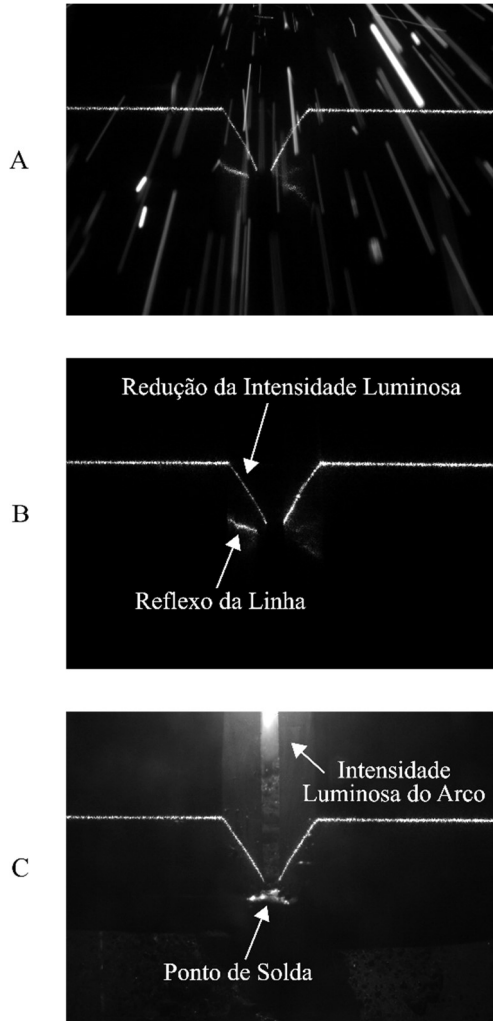 A
B
Redução da Intensidade Luminosa
Reflexo da Linha
C
Intensidade
Luminosa do Arco
Ponto de Solda